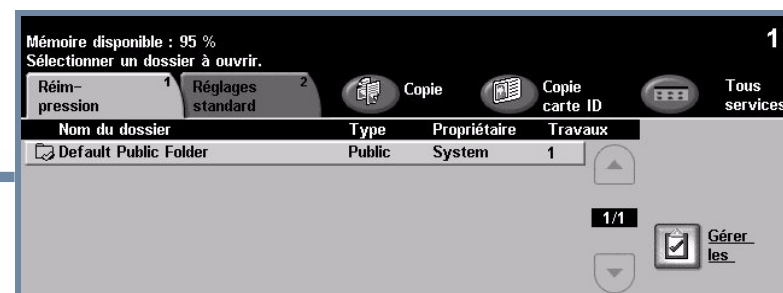 Mémoire disponible : 95 %
1
Sélectionner un dossier à ouvrir.
Réim-
pression
1
Réglages
standard
2
Copie
Copie
carte ID
Tous
services
Nom du dossier Type Propriétaire Travaux
Default Public Folder Public System 1
1/1
Gérer
les